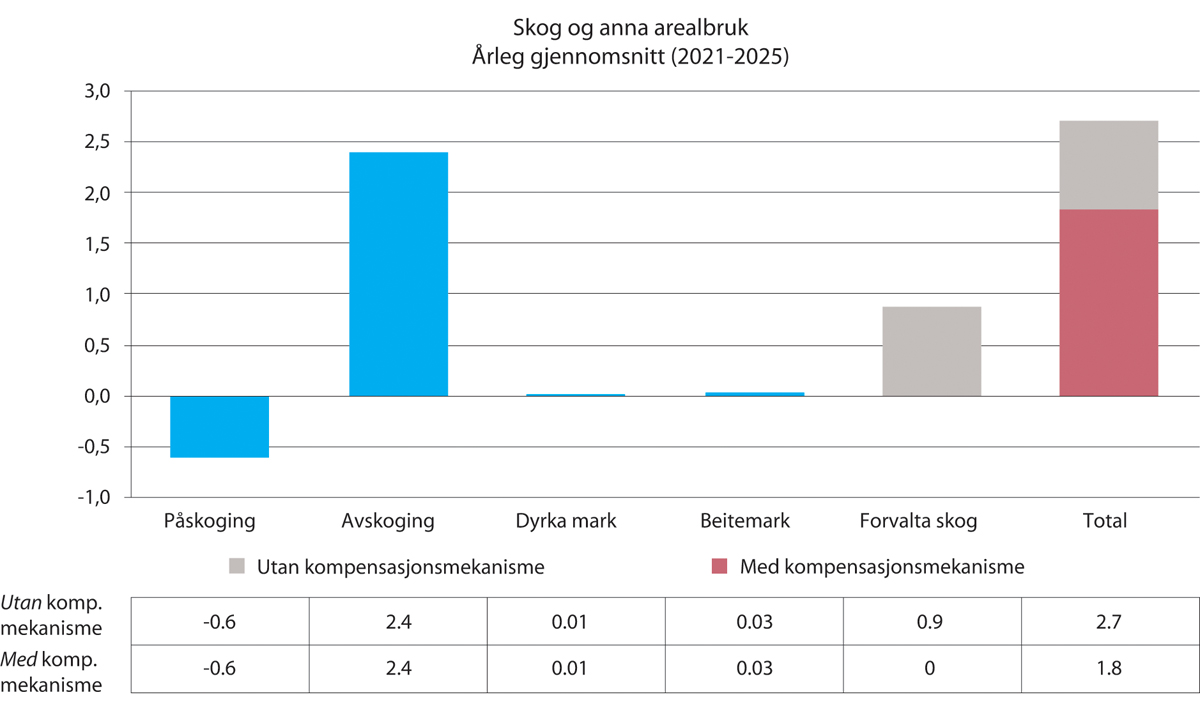 Skog og anna arealbruk
Årleg gjennomsnitt (2021-2025)
3,0
2,5
2,0
1,5
1,0
0,5
0,0
-0,5
-1,0
Påskoging Avskoging Dyrka mark Beitemark Forvalta skog Total
Utan kompensasjonsmekanisme Med kompensasjonsmekanisme
Utan komp.
mekanisme -0.6 2.4 0.01 0.03 0.9 2.7
Med komp.
mekanisme -0.6 2.4 0.01 0.03 0 1.8